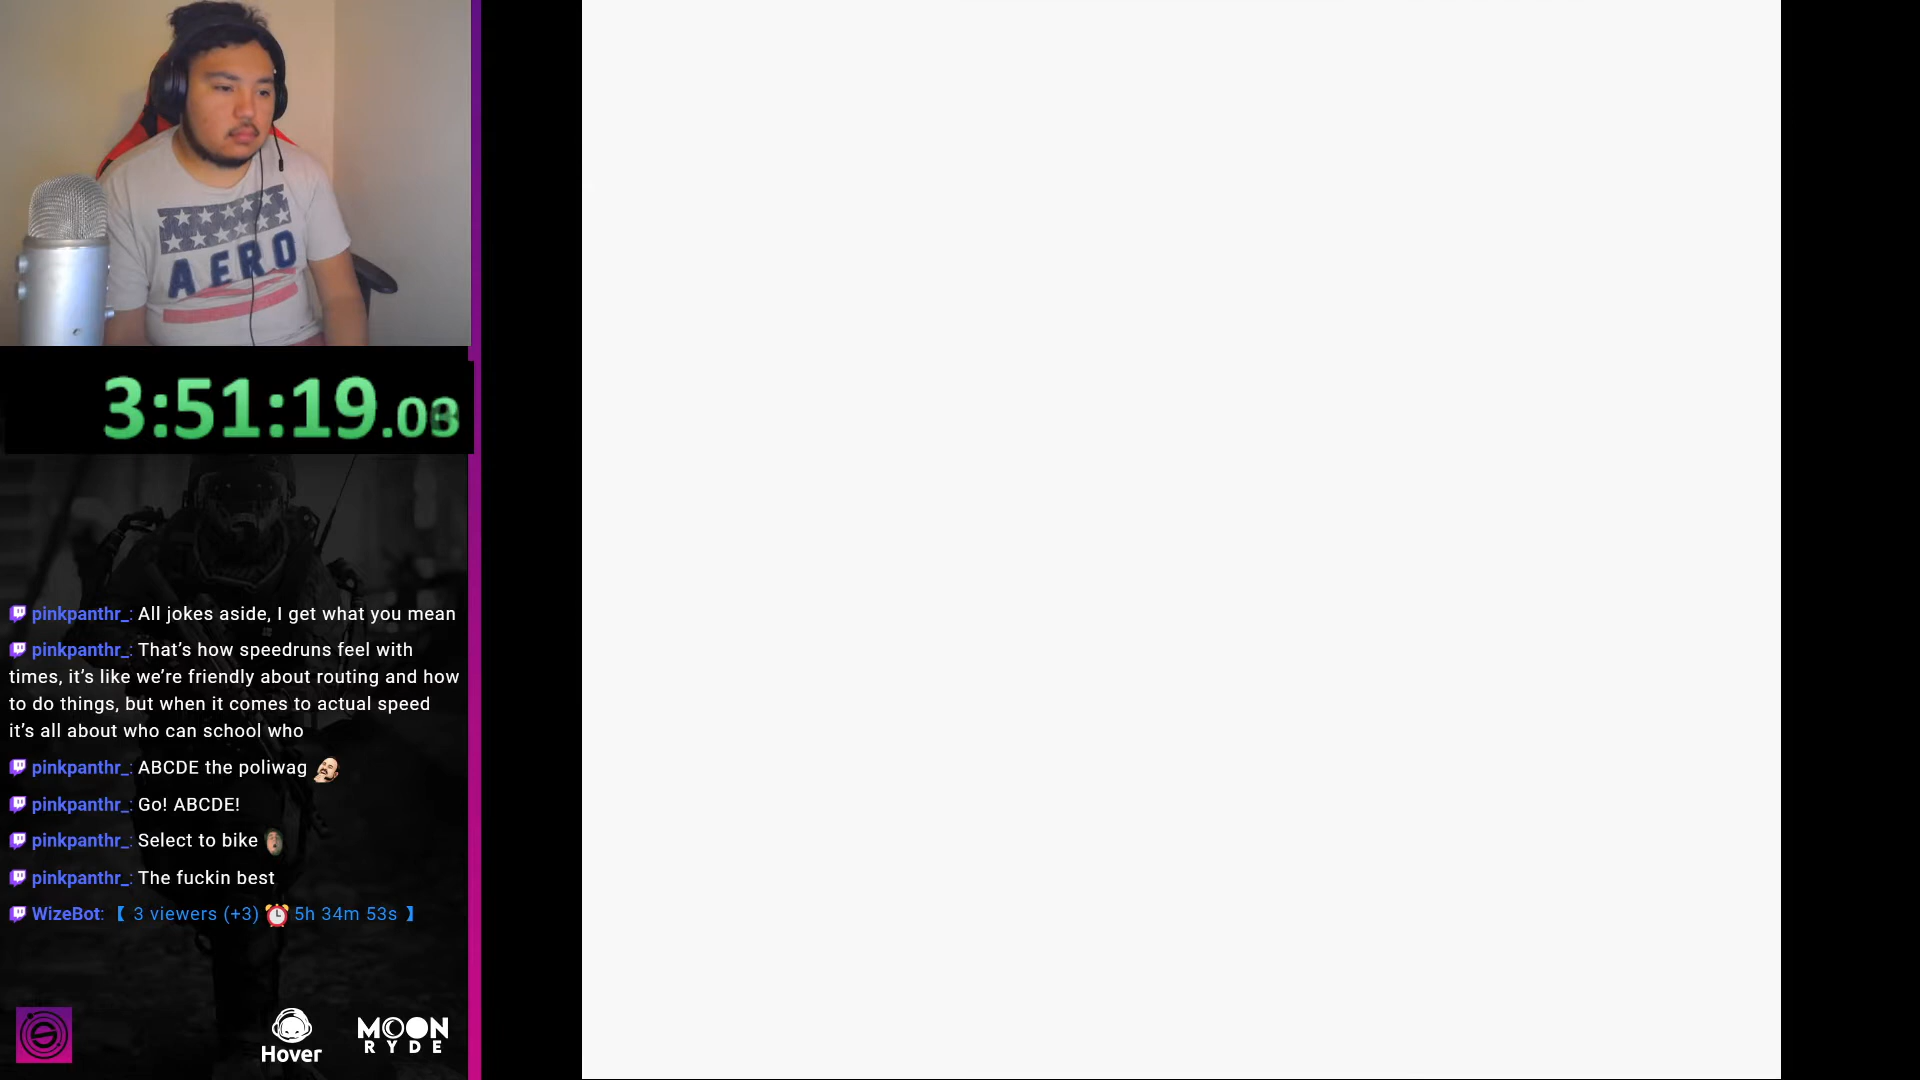 AERO
3:51:19.03
pinkpanthr_: All jokes aside, I get what you mean
pinkpanthr_: That's how speedruns feel with
times, it's like we're friendly about routing and how
to do things, but when it comes to actual speed
it's all about who can school who
pinkpanthr_: ABCDE the poliwag
pinkpanthr_: Go! ABCDE!
pinkpanthr_: Select to bike
pinkpanthr_: The fuckin best
WizeBot: 【 3 viewers (+3) ⏰ 5h 34m 53s 】
Hover
MOON
RYDE